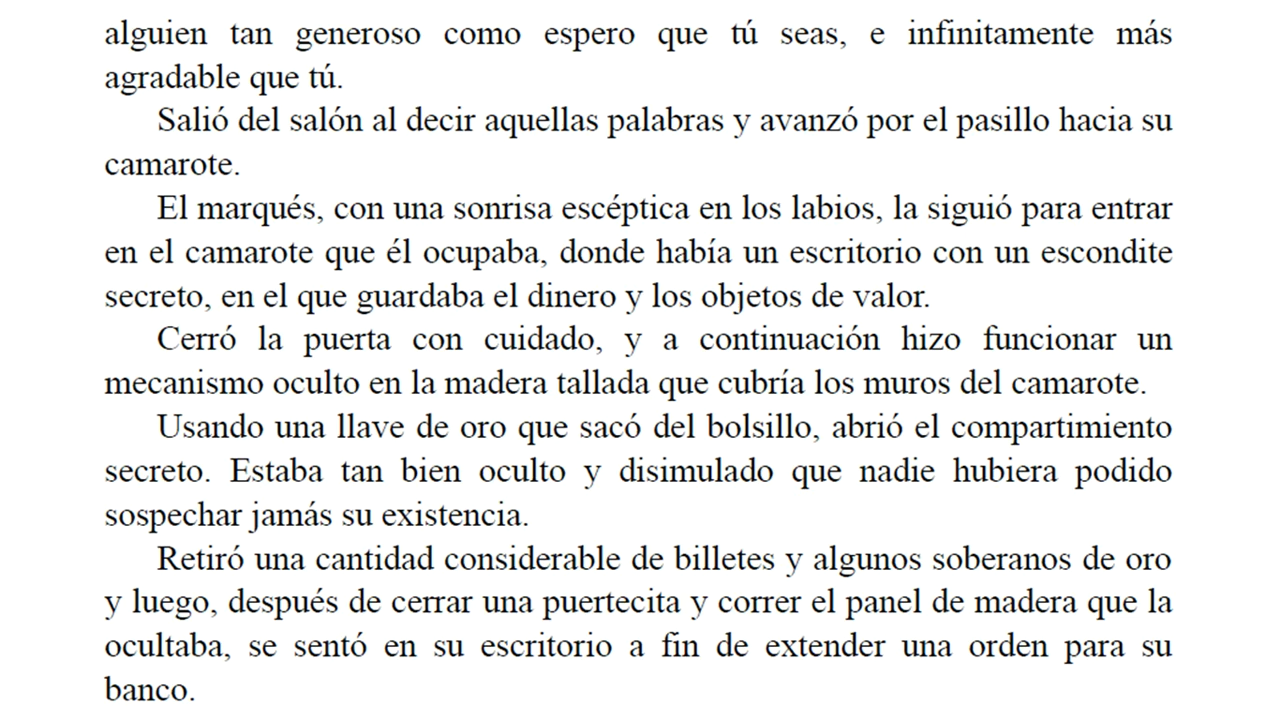 alguien tan generoso como espero que tú seas, e infinitamente más
agradable que tú.
Salió del salón al decir aquellas palabras y avanzó por el pasillo hacia su
camarote.
El marqués, con una sonrisa escéptica en los labios, la siguió para entrar
en el camarote que él ocupaba, donde había un escritorio con un escondite
secreto, en el que guardaba el dinero y los objetos de valor.
Cerró la puerta con cuidado, y a continuación hizo funcionar un
mecanismo oculto en la madera tallada que cubría los muros del camarote.
Usando una llave de oro que sacó del bolsillo, abrió el compartimiento
secreto. Estaba tan bien oculto y disimulado que nadie hubiera podido
sospechar jamás su existencia.
Retiró una cantidad considerable de billetes y algunos soberanos de oro
y luego, después de cerrar una puertecita y correr el panel de madera que la
ocultaba, se sentó en su escritorio a fin de extender una orden para su
banco.